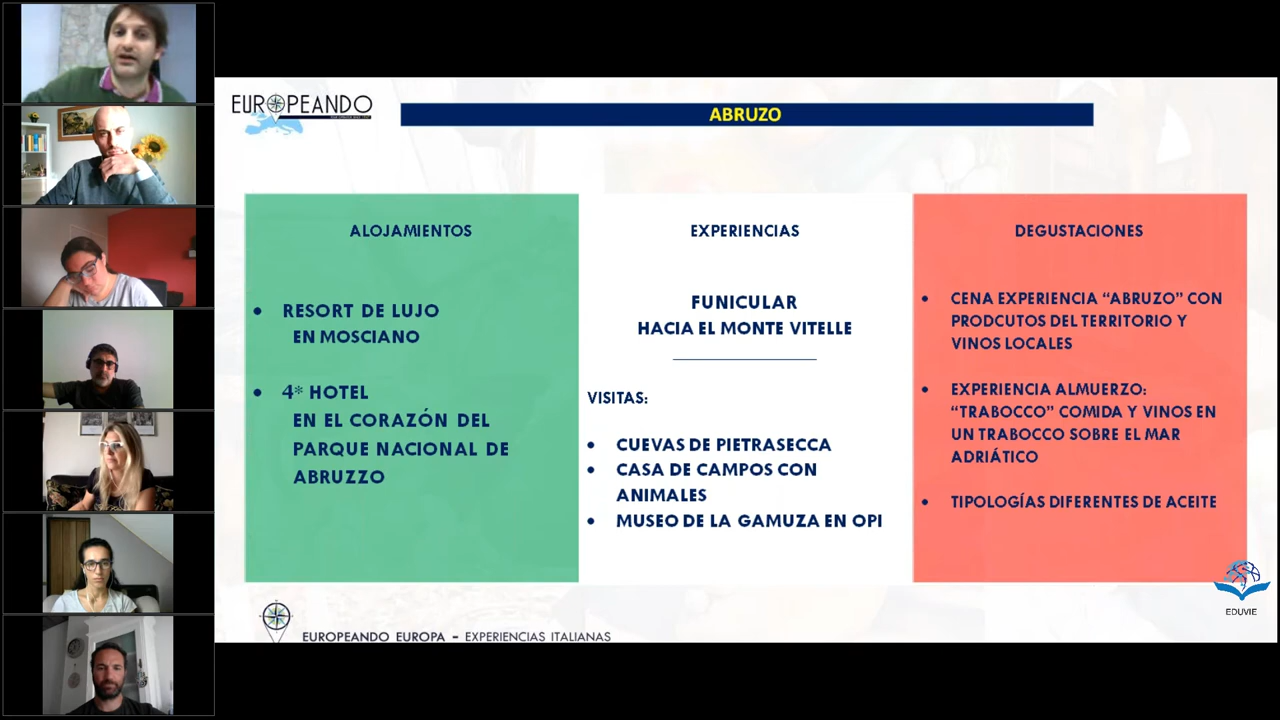 EUROPEANDO
ABRUZO
ALOJAMIENTOS
• RESORT DE LUJO
EN MOSCIANO
• 4* HOTEL
EN EL CORAZÓN DEL
PARQUE NACIONAL DE
ABRUZZO
EXPERIENCIAS
FUNICULAR
HACIA EL MONTE VITELLE
VISITAS:
• CUEVAS DE PIETRASECCA
• CASA DE CAMPOS CON
ANIMALES
• MUSEO DE LA GAMUZA EN OPI
DEGUSTACIONES
• CENA EXPERIENCIA “ABRUZO” CON
PRODCUTOS DEL TERRITORIO Y
VINOS LOCALES
• EXPERIENCIA ALMUERZO:
“TRABOCCO” COMIDA Y VINOS EN
UN TRABOCCO SOBRE EL MAR
ADRIÁTICO
• TIPOLOGÍAS DIFERENTES DE ACEITE
EDUVIE
EUROPEANDO EUROPA – EXPERIENCIAS ITALIANAS